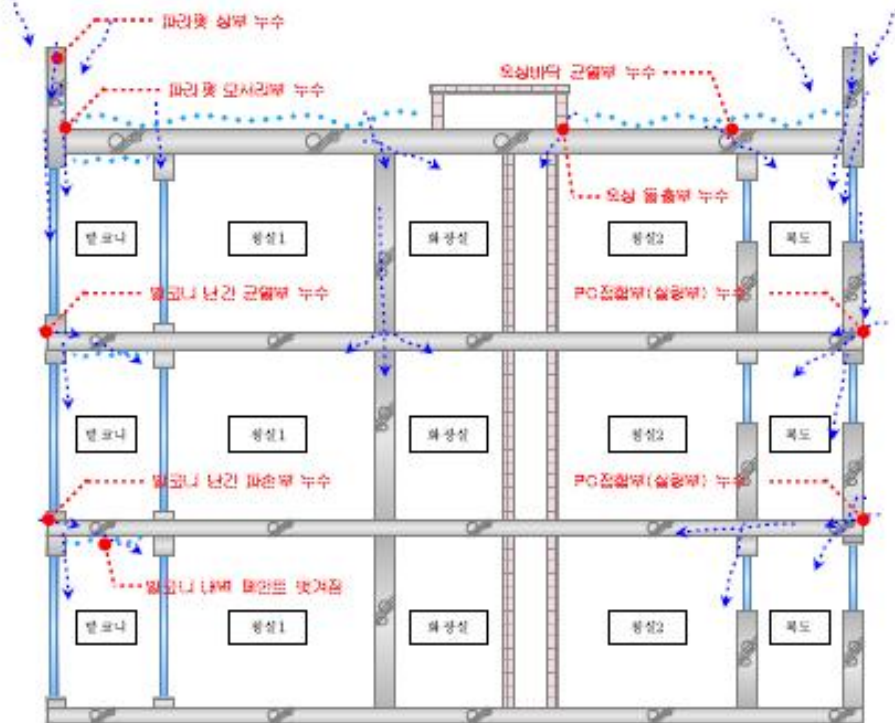 파라펫 상부 누수
옥상바닥 균열부 누수
파라펫 모서리부 누수
옥상 돌출부 누수
발코니
침실1
화장실
침실2
복도
발코니 난간 균열부 누수
PC접합부(실링부) 누수
발코니
침실1
화장실
침실2
복도
발코니 난간 파손부 누수
PC접합부(실링부) 누수
발코니 내벽 페인트 벗겨짐
발코니
침실1
화장실
침실2
복도